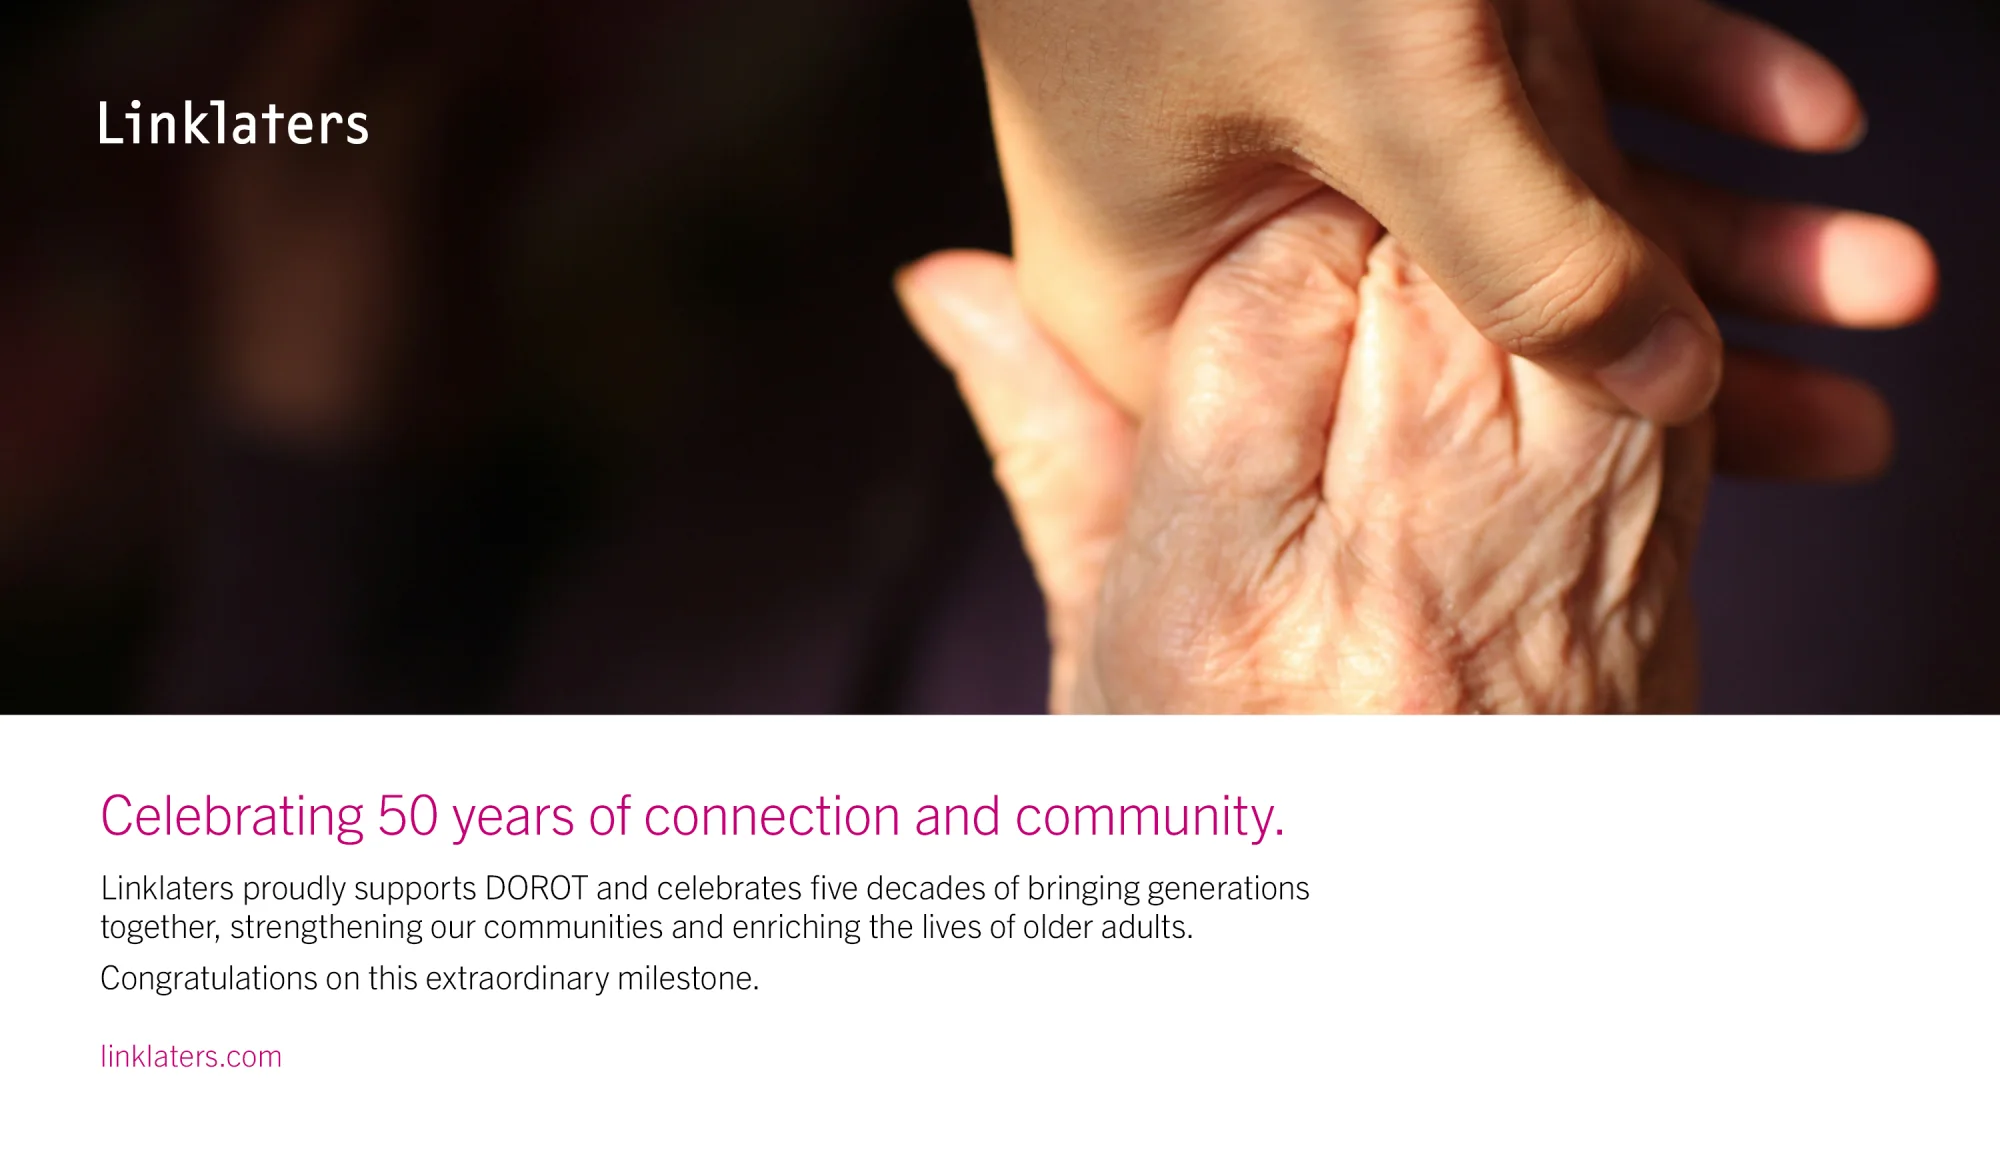 Linklaters
Celebrating 50 years of connection and community.
Linklaters proudly supports DOROT and celebrates five decades of bringing generations
together, strengthening our communities and enriching the lives of older adults.
Congratulations on this extraordinary milestone.
linklaters.com